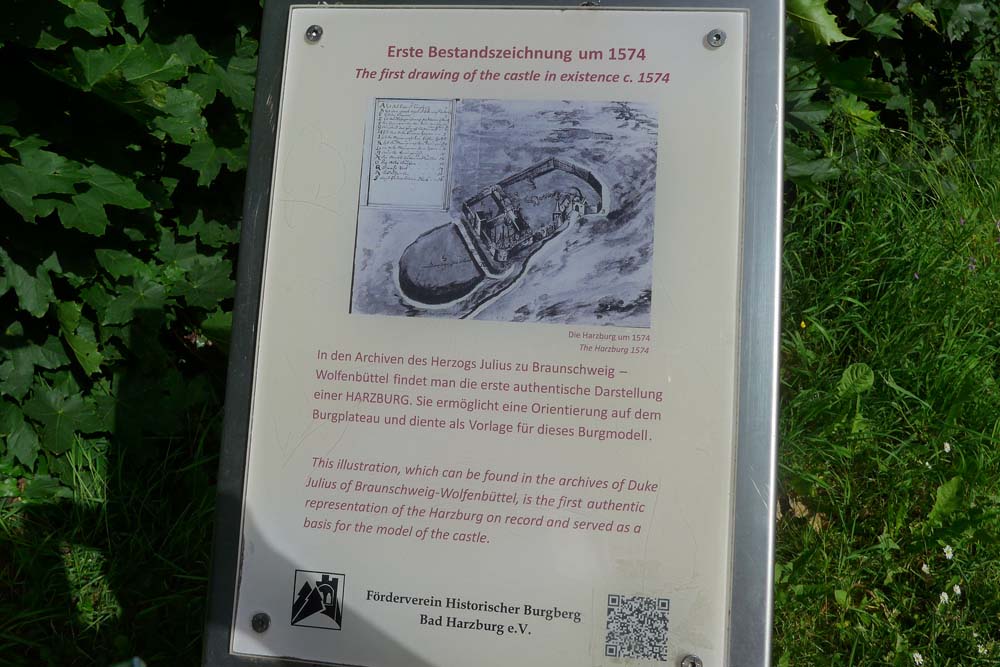 Erste Bestandszeichnung um 1574
The first drawing of the castle in existence c. 1574
Die Harzburg um 1574
The Harzburg 1574
In den Archiven des Herzogs Julius zu Braunschweig –
Wolfenbüttel findet man die erste authentische Darstellung
einer HARZBURG. Sie ermöglicht eine Orientierung auf dem
Burgplateau und diente als Vorlage für dieses Burgmodell.
This illustration, which can be found in the archives of Duke
Julius of Braunschweig-Wolfenbüttel, is the first authentic
representation of the Harzburg on record and served as a
basis for the model of the castle.
Förderverein Historischer Burgberg
Bad Harzburg e.V.